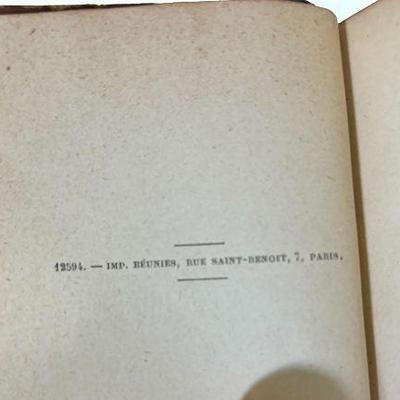 12594. — IMP. RÉUNIES, RUE SAINT-BENOIT, 7, PARIS.